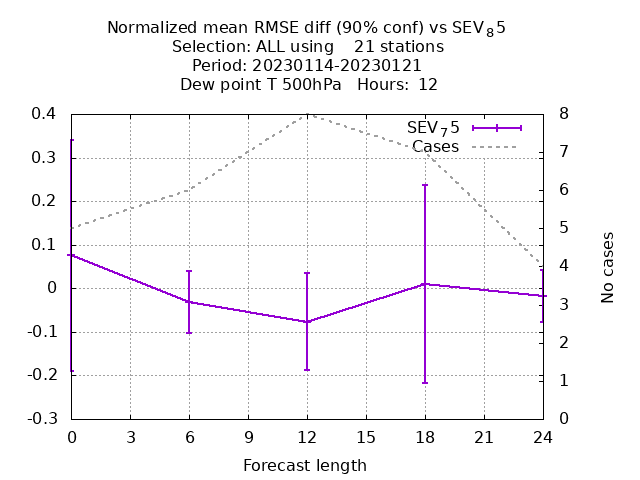 Normalized mean RMSE diff (90% conf) vs SEV₈5
Selection: ALL using    21 stations
Period: 20230114-20230121
Dew point T 500hPa   Hours:  12
SEV₇5
Cases
0.4
0.3
0.2
0.1
0
-0.1
-0.2
-0.3
8
7
6
5
4
3
2
1
0
No cases
0 3 6 9 12 15 18 21 24
Forecast length